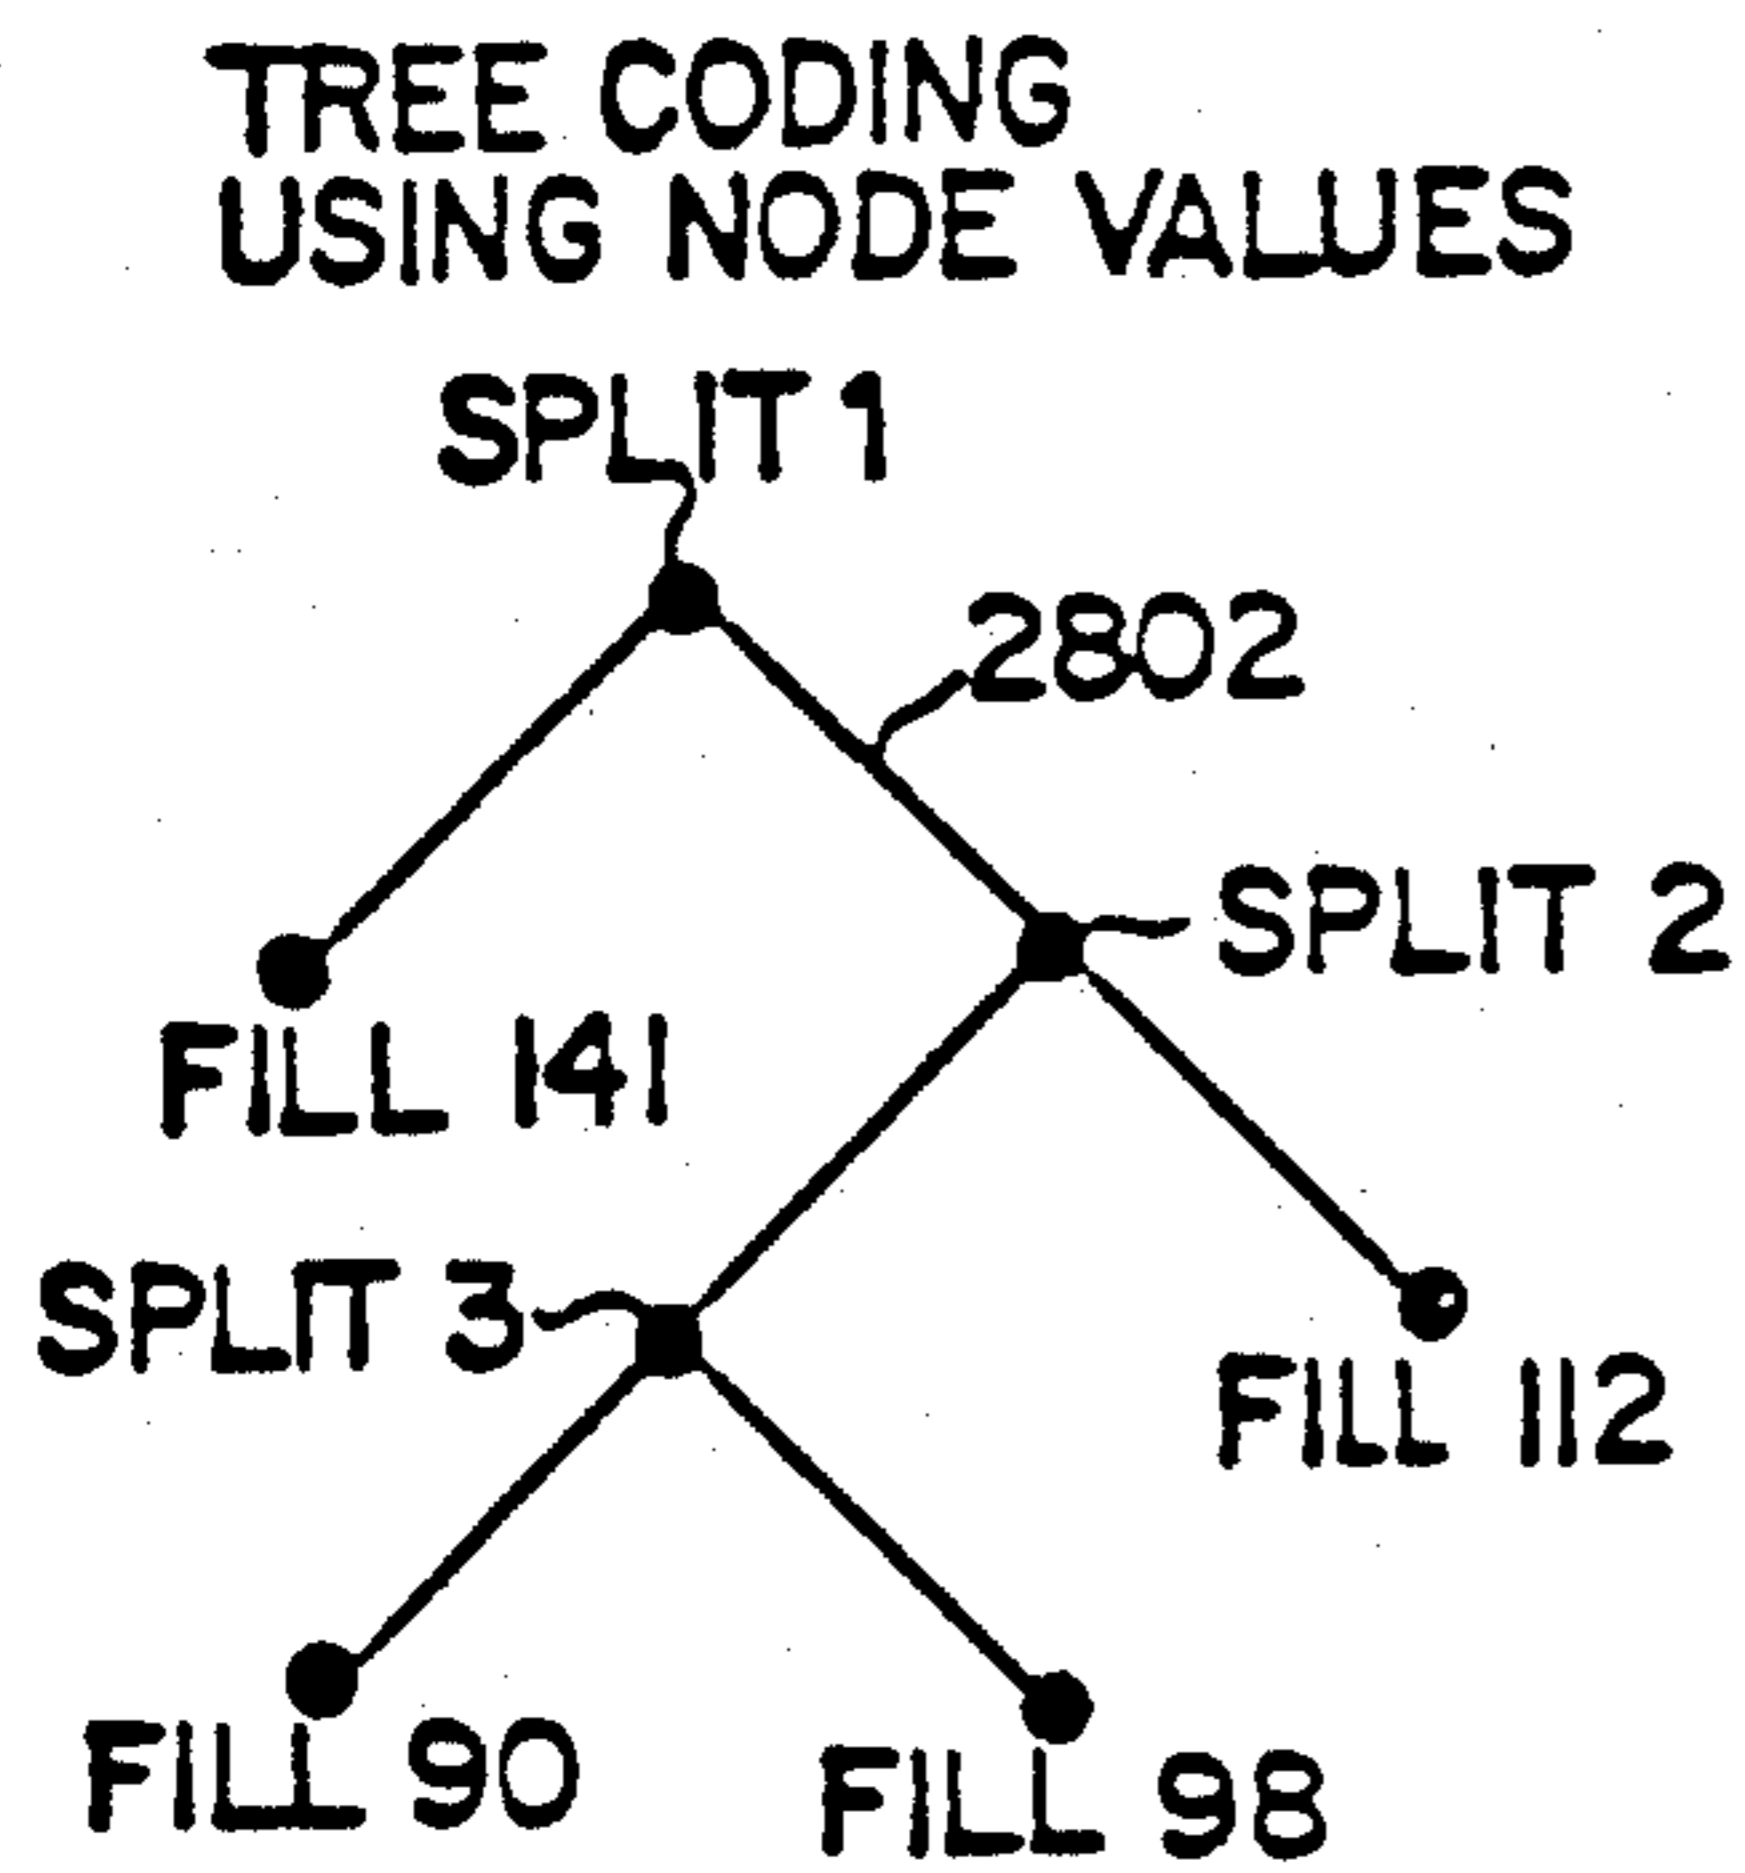 TREE CODING
USING NODE VALUES
SPLIT 1
2802
SPLIT 2
FILL 141
SPLIT 3
FILL 112
FILL 90
FILL 98